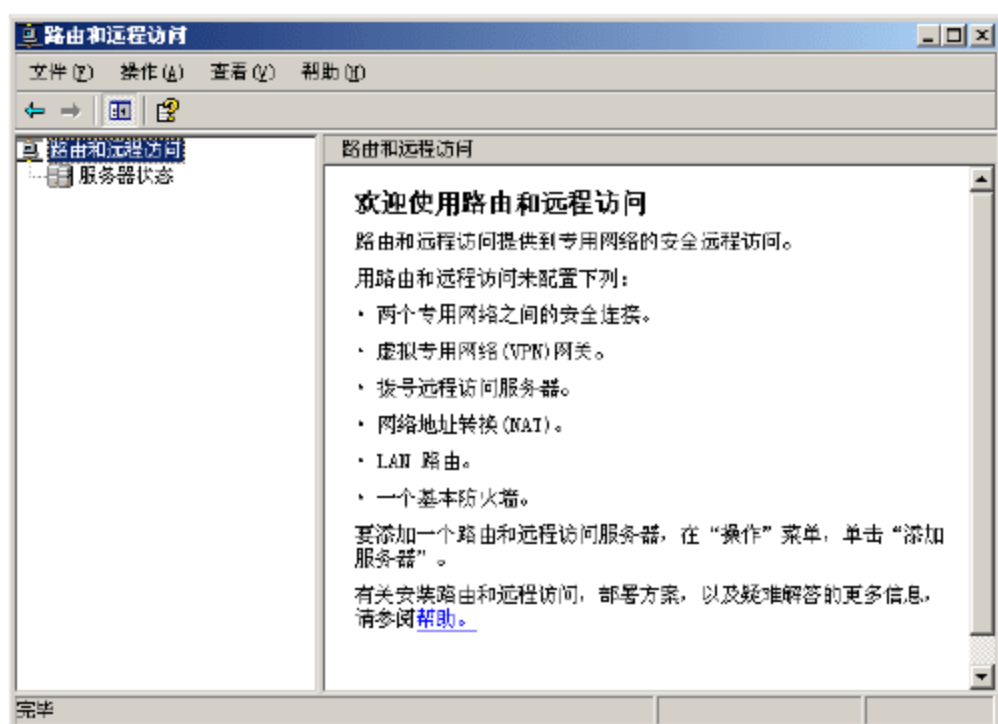 路由和远程访问
文件(F) 操作(A) 查看(V) 帮助(H)
路由和远程访问
服务器状态
路由和远程访问
欢迎使用路由和远程访问
路由和远程访问提供到专用网络的安全远程访问。
用路由和远程访问来配置下列:
· 两个专用网络之间的安全连接。
· 虚拟专用网络(VPN)网关。
· 拨号远程访问服务器。
· 网络地址转换(NAT)。
· LAN 路由。
· 一个基本防火墙。
要添加一个路由和远程访问服务器，在“操作”菜单，单击“添加
服务器”。
有关安装路由和远程访问，部署方案，以及疑难解答的更多信息，
请参阅帮助。
完毕